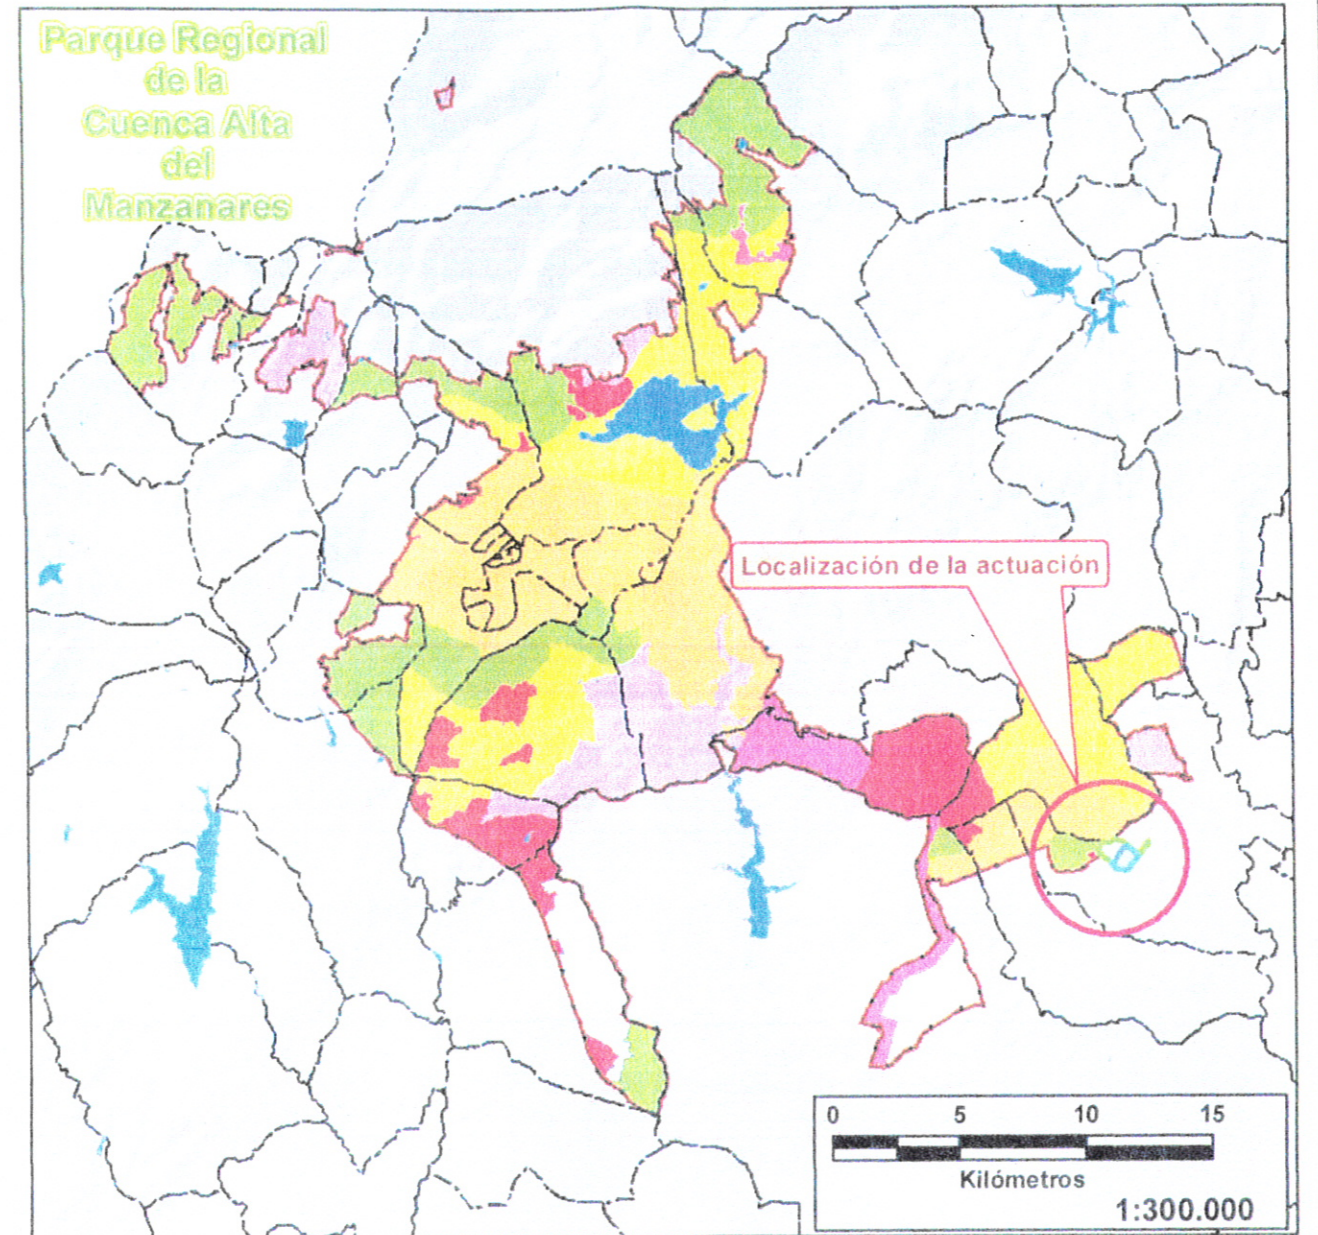 Parque Regional
de la
Cuenca Alta
del
Manzanares
Localización de la actuación
0 5 10 15
Kilómetros
1:300.000